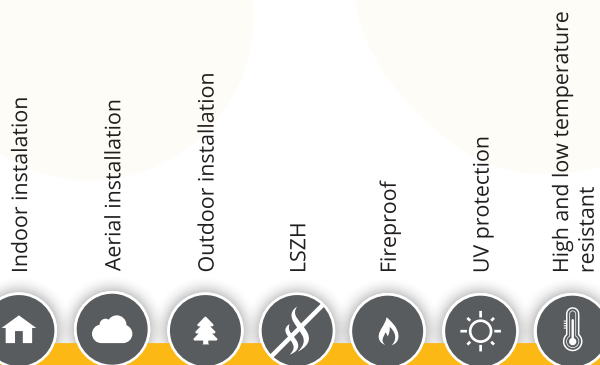 Indoor instalation
Aerial installation
Outdoor installation
LSZH
Fireproof
UV protection
High and low temperature
resistant